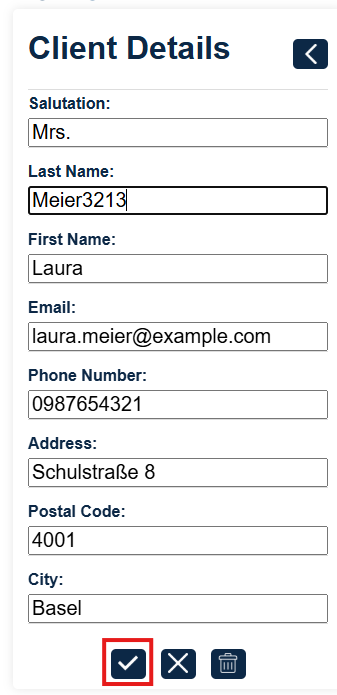 Client Details
Salutation:
Mrs.
Last Name:
Meier3213
First Name:
Laura
Email:
laura.meier@example.com
Phone Number:
0987654321
Address:
Schulstraße 8
Postal Code:
4001
City:
Basel